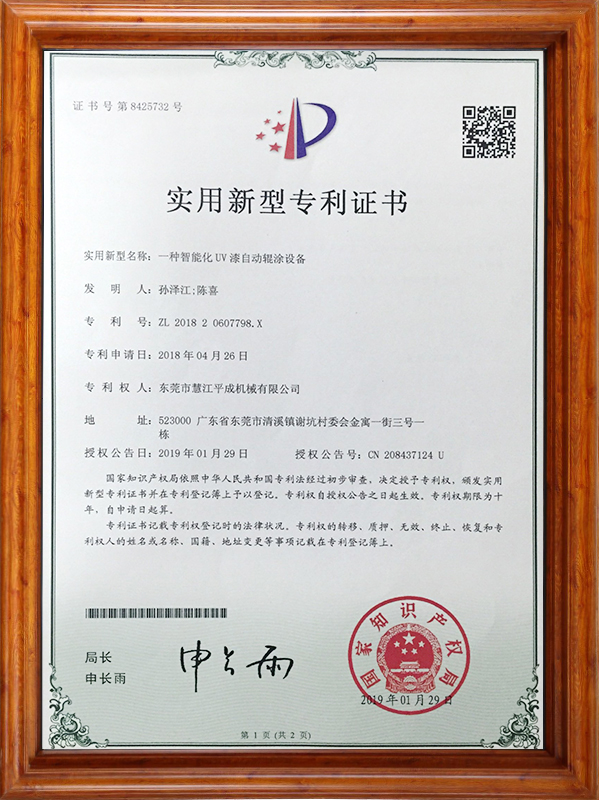 证书号第8425732号
实用新型专利证书
实用新型名称：一种智能化UV漆自动辊涂设备
发明人：孙泽江;陈喜
专利号：ZL 2018 2 0607798.X
专利申请日：2018年04月26日
专利权人：东莞市慧江平成机械有限公司
地址：523000 广东省东莞市清溪镇谢坑村委会金寓一街三号一
栋
授权公告日：2019年01月29日 授权公告号：CN 208437124 U
国家知识产权局依照中华人民共和国专利法经过初步审查，决定授予专利权，颁发实用
新型专利证书并在专利登记簿上予以登记。专利权自授权公告之日起生效。专利权期限为十
年，自申请日起算。
专利证书记载专利权登记时的法律状况。专利权的转移、质押、无效、终止、恢复和专
利权人的姓名或名称、国籍、地址变更等事项记载在专利登记簿上。
局长
申长雨
申长雨
国家知识产权局
2019年01月29日
第 1 页 (共 2 页)